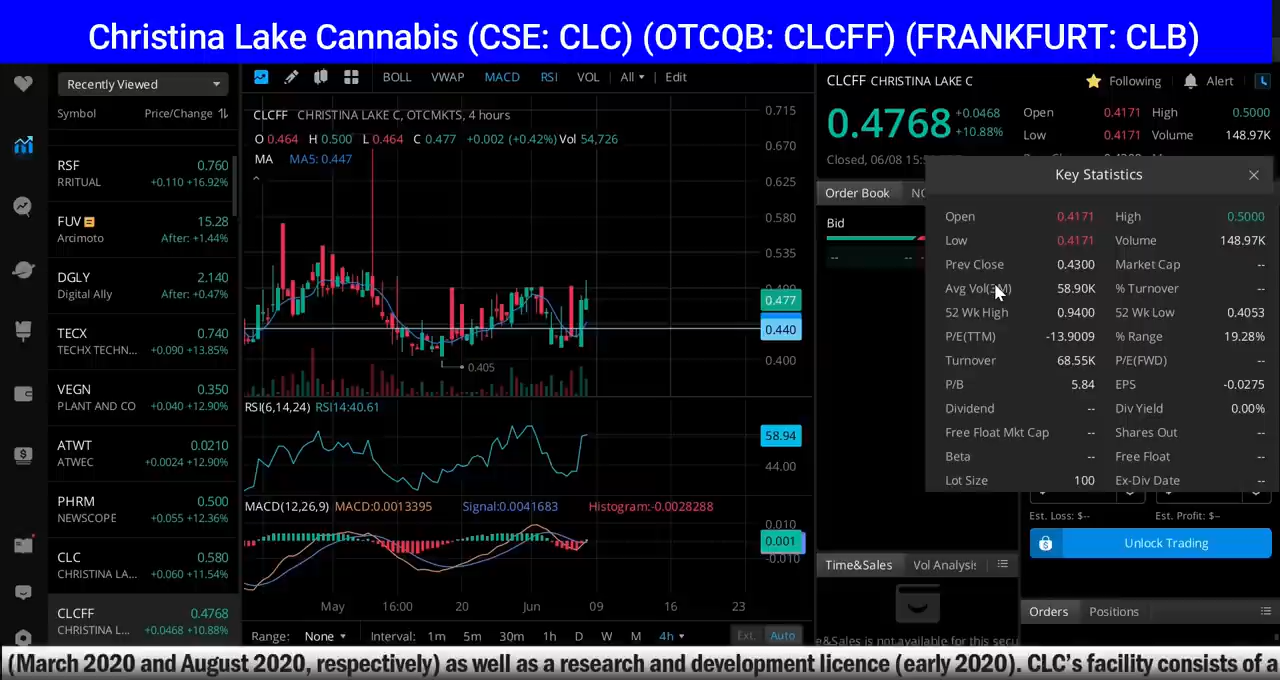 Christina Lake Cannabis (CSE: CLC) (OTCQB: CLCFF) (FRANKFURT: CLB)
Recently Viewed
Symbol Price/Change
RSF 0.760
RRITUAL +0.110 +16.92%
FUV 15.28
Arcimoto After: +1.44%
DGLY 2.140
Digital Ally After: +0.47%
TECX 0.740
TECHX TECHN... +0.090 +13.85%
VEGN 0.350
PLANT AND CO +0.040 +12.90%
ATWT 0.0210
ATWEC +0.0024 +12.90%
PHRM 0.500
NEWSCOPE +0.055 +12.36%
CLC 0.580
CHRISTINA LA... +0.060 +11.54%
CLCFF 0.4768
CHRISTINA L... +0.0468 +10.88%
BOLL VWAP MACD RSI VOL All Edit
CLCFF CHRISTINA LAKE C, OTCMKTS, 4 hours
O 0.464 H 0.500 L 0.464 C 0.477 +0.002 (+0.42%) Vol 54,726
MA MA5: 0.447
0.715
0.670
0.625
0.580
0.535
0.477
0.440
0.400
0.405
RSI(6,14,24) RSI14:40.61
58.94
44.00
MACD(12,26,9) MACD:0.0013395 Signal:0.0041683 Histogram:-0.0028288
0.010
0.001
-0.010
May 16:00 20 Jun 09 16 23
Range: None Interval: 1m 5m 30m 1h D W M 4h Ext. Auto
CLCFF CHRISTINA LAKE C Following Alert
0.4768 +0.0468
+10.88%
Open 0.4171 High 0.5000
Low 0.4171 Volume 148.97K
Closed, 06/08
Order Book
Bid
-- --
Key Statistics
Open 0.4171 High 0.5000
Low 0.4171 Volume 148.97K
Prev Close 0.4300 Market Cap --
Avg Vol(3M) 58.90K % Turnover --
52 Wk High 0.9400 52 Wk Low 0.4053
P/E(TTM) -13.9009 % Range 19.28%
Turnover 68.55K P/E(FWD) --
P/B 5.84 EPS -0.0275
Dividend -- Div Yield 0.00%
Free Float Mkt Cap -- Shares Out --
Beta -- Free Float --
Lot Size 100 Ex-Div Date --
Est. Loss: $-- Est. Profit: $--
Unlock Trading
Time&Sales Vol Analysis
e&Sales is not available for this secu
Orders Positions
(March 2020 and August 2020, respectively) as well as a research and development licence (early 2020). CLC's facility consists of a